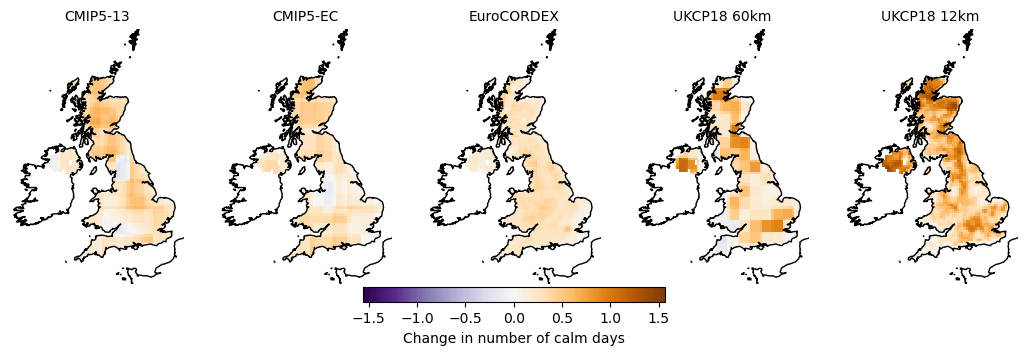 CMIP5-13 CMIP5-EC EuroCORDEX UKCP18 60km UKCP18 12km
−1.5 −1.0 −0.5 0.0 0.5 1.0 1.5
Change in number of calm days